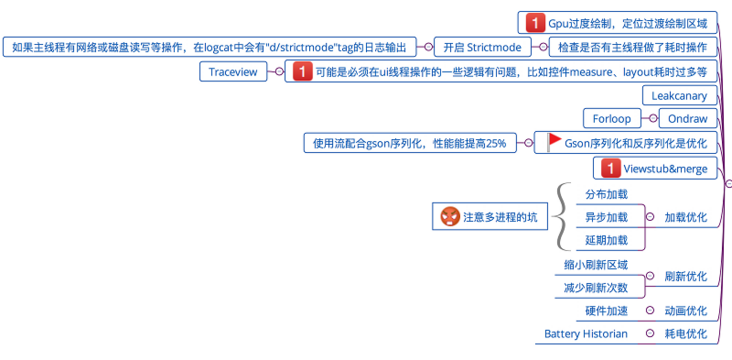 1 Gpu过度绘制，定位过渡绘制区域
如果主线程有网络或磁盘读写等操作，在logcat中会有"d/strictmode"tag的日志输出
开启 Strictmode
检查是否有主线程做了耗时操作
Traceview
1 可能是必须在ui线程操作的一些逻辑有问题，比如控件measure、layout耗时过多等
Leakcanary
Forloop
Ondraw
使用流配合gson序列化，性能能提高25%
Gson序列化和反序列化是优化
1 Viewstub&merge
注意多进程的坑
分布加载
异步加载
延期加载
加载优化
缩小刷新区域
减少刷新次数
刷新优化
硬件加速
动画优化
Battery Historian
耗电优化